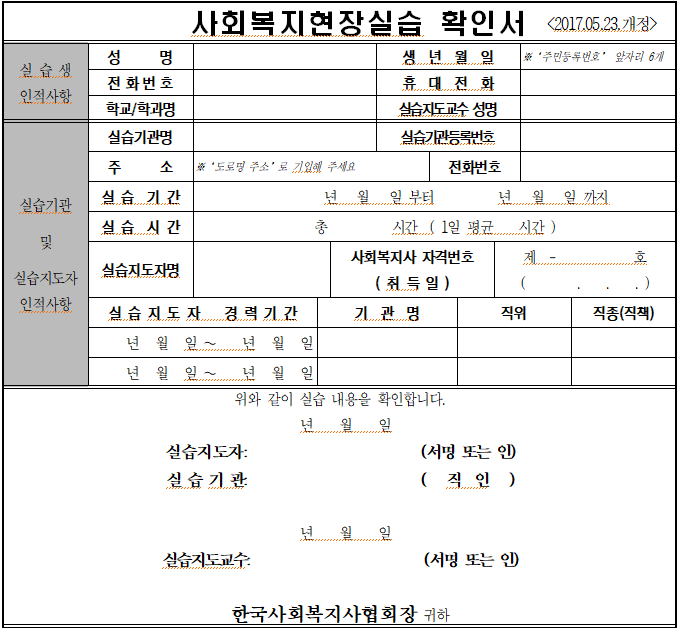 사회복지현장실습 확인서 <2017.05.23.개정>
실 습 생
인적사항
성 명 생 년 월 일 ※ '주민등록번호' 앞자리 6개
전화번호 휴 대 전 화
학교/학과명 실습지도교수 성명
실습기관
및
실습지도자
인적사항
실습기관명 실습기관등록번호
주 소 ※ '도로명 주소'로 기입해 주세요 전화번호
실 습 기 간 년 월 일 부터 년 월 일 까지
실 습 시 간 총 시간 ( 1일 평균 시간 )
실습지도자명 사회복지사 자격번호 제 - 호
( 취 득 일 ) ( . . . )
실 습 지 도 자 경 력 기 간 기 관 명 직위 직종(직책)
년 월 일 ~ 년 월 일
년 월 일 ~ 년 월 일
위와 같이 실습 내용을 확인합니다.
년 월 일
실습지도자: (서명 또는 인)
실 습 기 관: ( 직 인 )
년 월 일
실습지도교수: (서명 또는 인)
한국사회복지사협회장 귀하